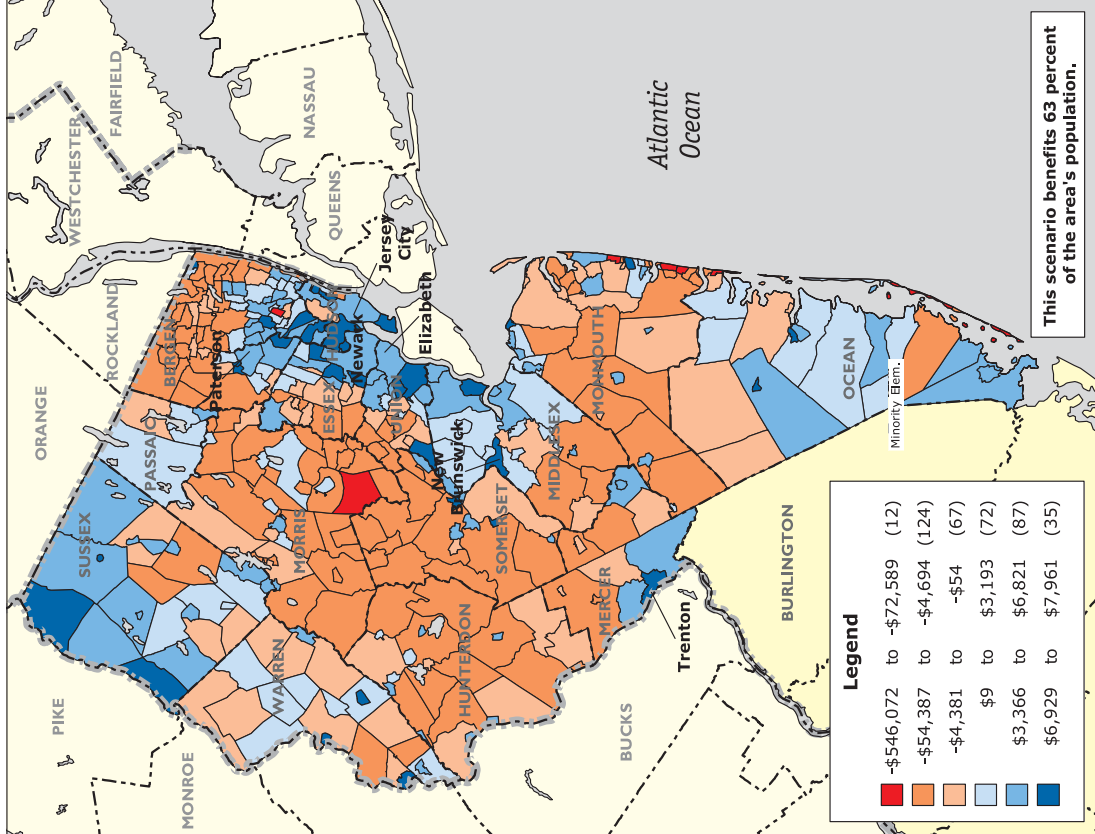 ORANGE
ROCKLAND
WESTCHESTER
FAIRFIELD
PIKE
SUSSEX
PASSAIC
BERGEN
Paterson
NASSAU
QUEENS
MONROE
WARREN
MORRIS
ESSEX
HUDSON
Newark
Jersey
City
UNION
Elizabeth
HUNTERDON
SOMERSET
New
Brunswick
MIDDLESEX
MONMOUTH
Atlantic
Ocean
BUCKS
MERCER
Trenton
BURLINGTON
OCEAN
Minority Elem.
Legend
-$546,072 to -$72,589 (12)
-$54,387 to -$4,694 (124)
-$4,381 to -$54 (67)
$9 to $3,193 (72)
$3,366 to $6,821 (87)
$6,929 to $7,961 (35)
This scenario benefits 63 percent
of the area's population.